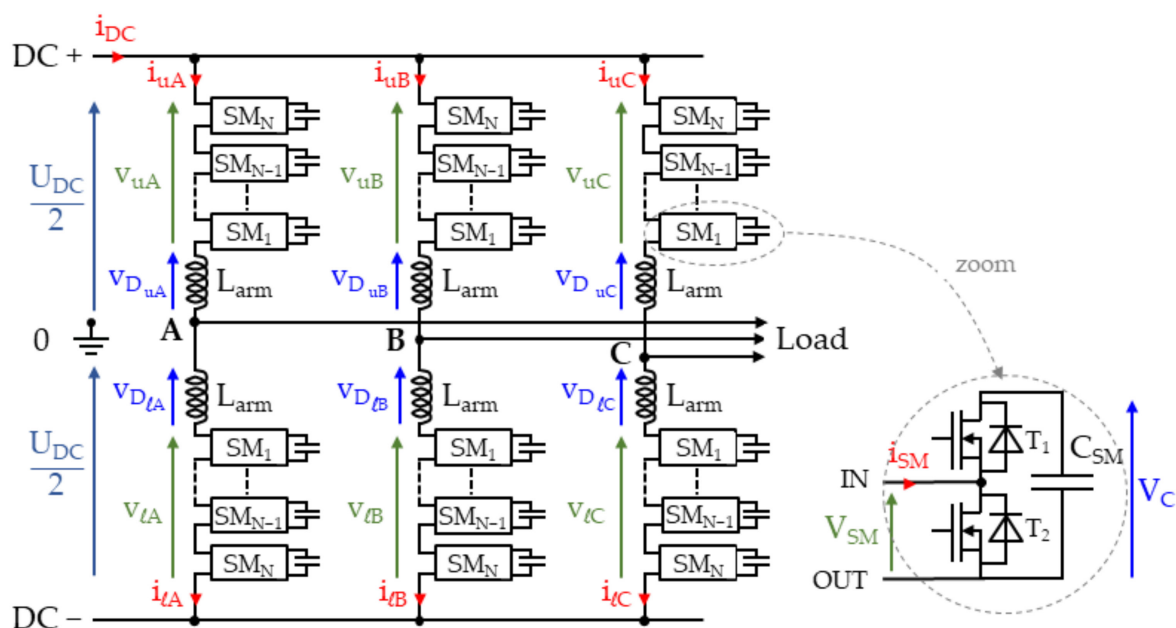 i_DC
DC +
i_uA i_uB i_uC
SM_N SM_N SM_N
SM_N-1 SM_N-1 SM_N-1
U_DC
2
v_uA v_uB v_uC
SM_1 SM_1 SM_1
zoom
v_D_uA L_arm v_D_uB L_arm v_D_uC L_arm
0
A
B
C
Load
v_D_ℓA L_arm v_D_ℓB L_arm v_D_ℓC L_arm
SM_1 SM_1 SM_1
U_DC
2
v_ℓA v_ℓB v_ℓC
SM_N-1 SM_N-1 SM_N-1
SM_N SM_N SM_N
i_ℓA i_ℓB i_ℓC
DC −
T_1
C_SM
i_SM
IN
V_C
V_SM
T_2
OUT